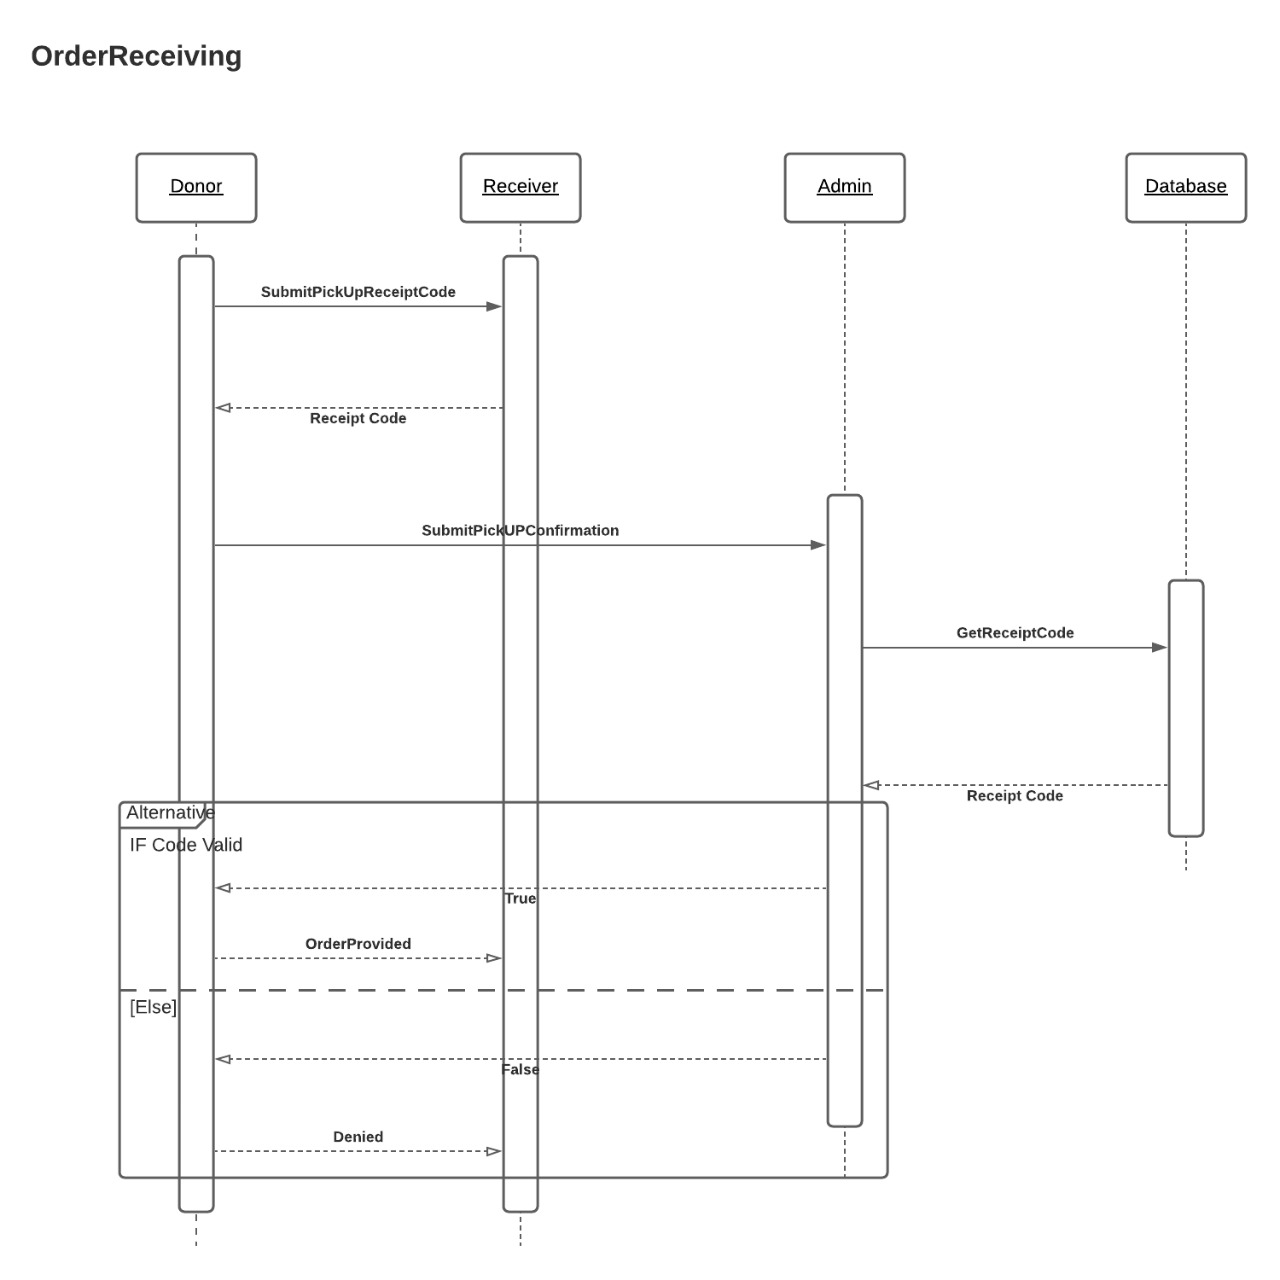 OrderReceiving
Donor
Receiver
Admin
Database
SubmitPickUpReceiptCode
Receipt Code
SubmitPickUPConfirmation
GetReceiptCode
Receipt Code
Alternative
IF Code Valid
True
OrderProvided
[Else]
False
Denied